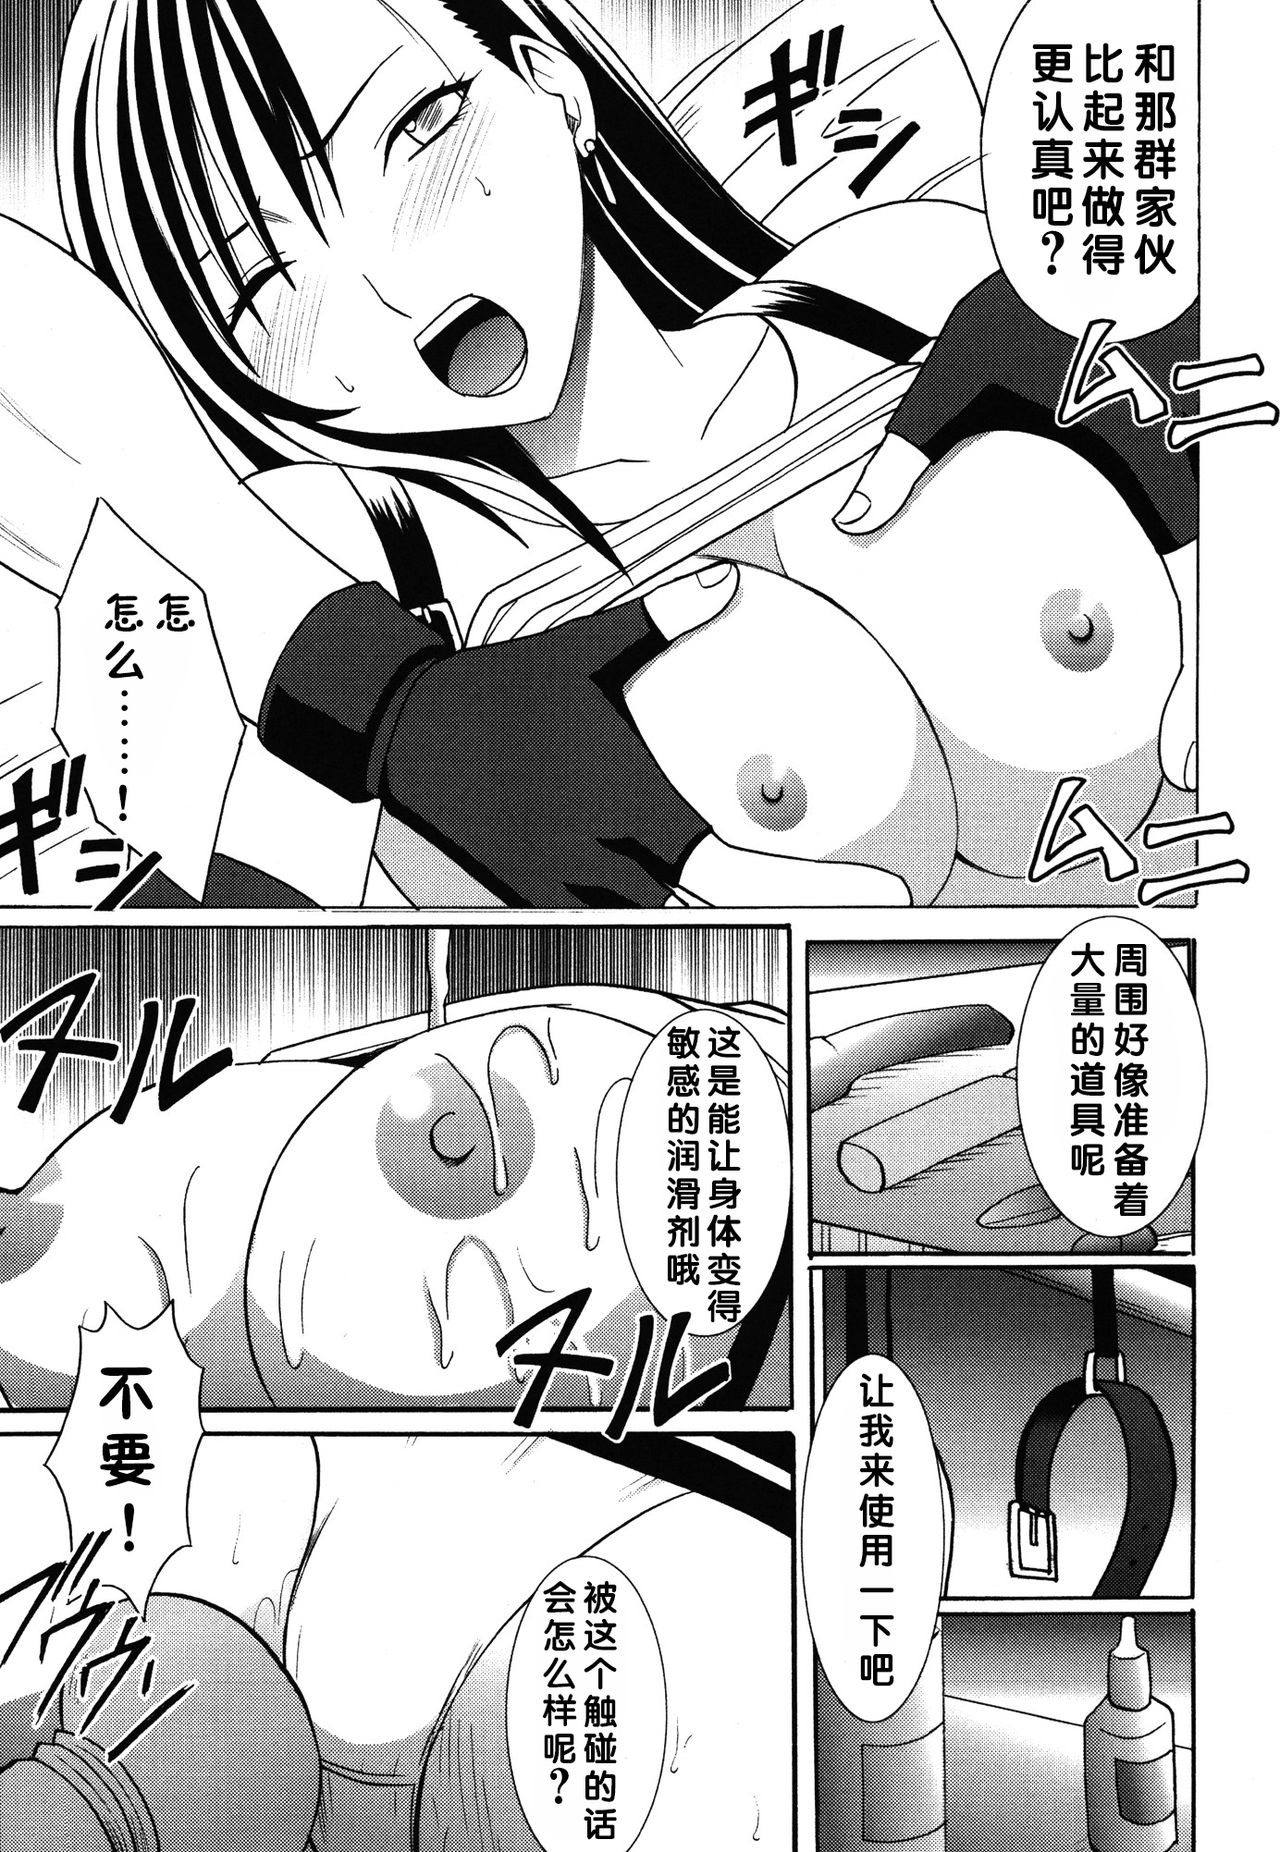 和那群家伙
比起来做得
更认真吧？
ムニ
ギシ
怎
怎么……！
ムニ
ギシ
周围好像准备着
大量的道具呢
让我来使用一下吧
这是能让身体变得
敏感的润滑剂哦
ヌル
ヌル
被这个触碰的话
会怎么样呢？
不要！
ブウウン